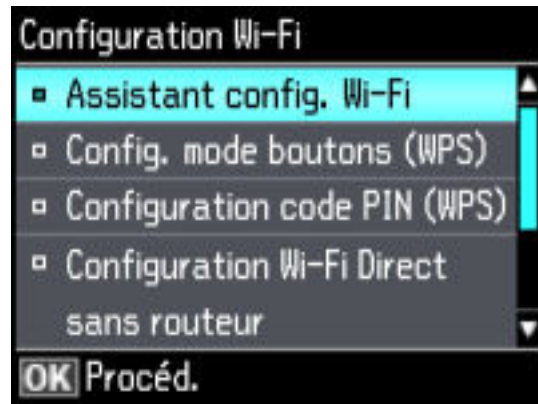 Configuration Wi-Fi
Assistant config. Wi-Fi
Config. mode boutons (WPS)
Configuration code PIN (WPS)
Configuration Wi-Fi Direct
sans routeur
OK Procéd.